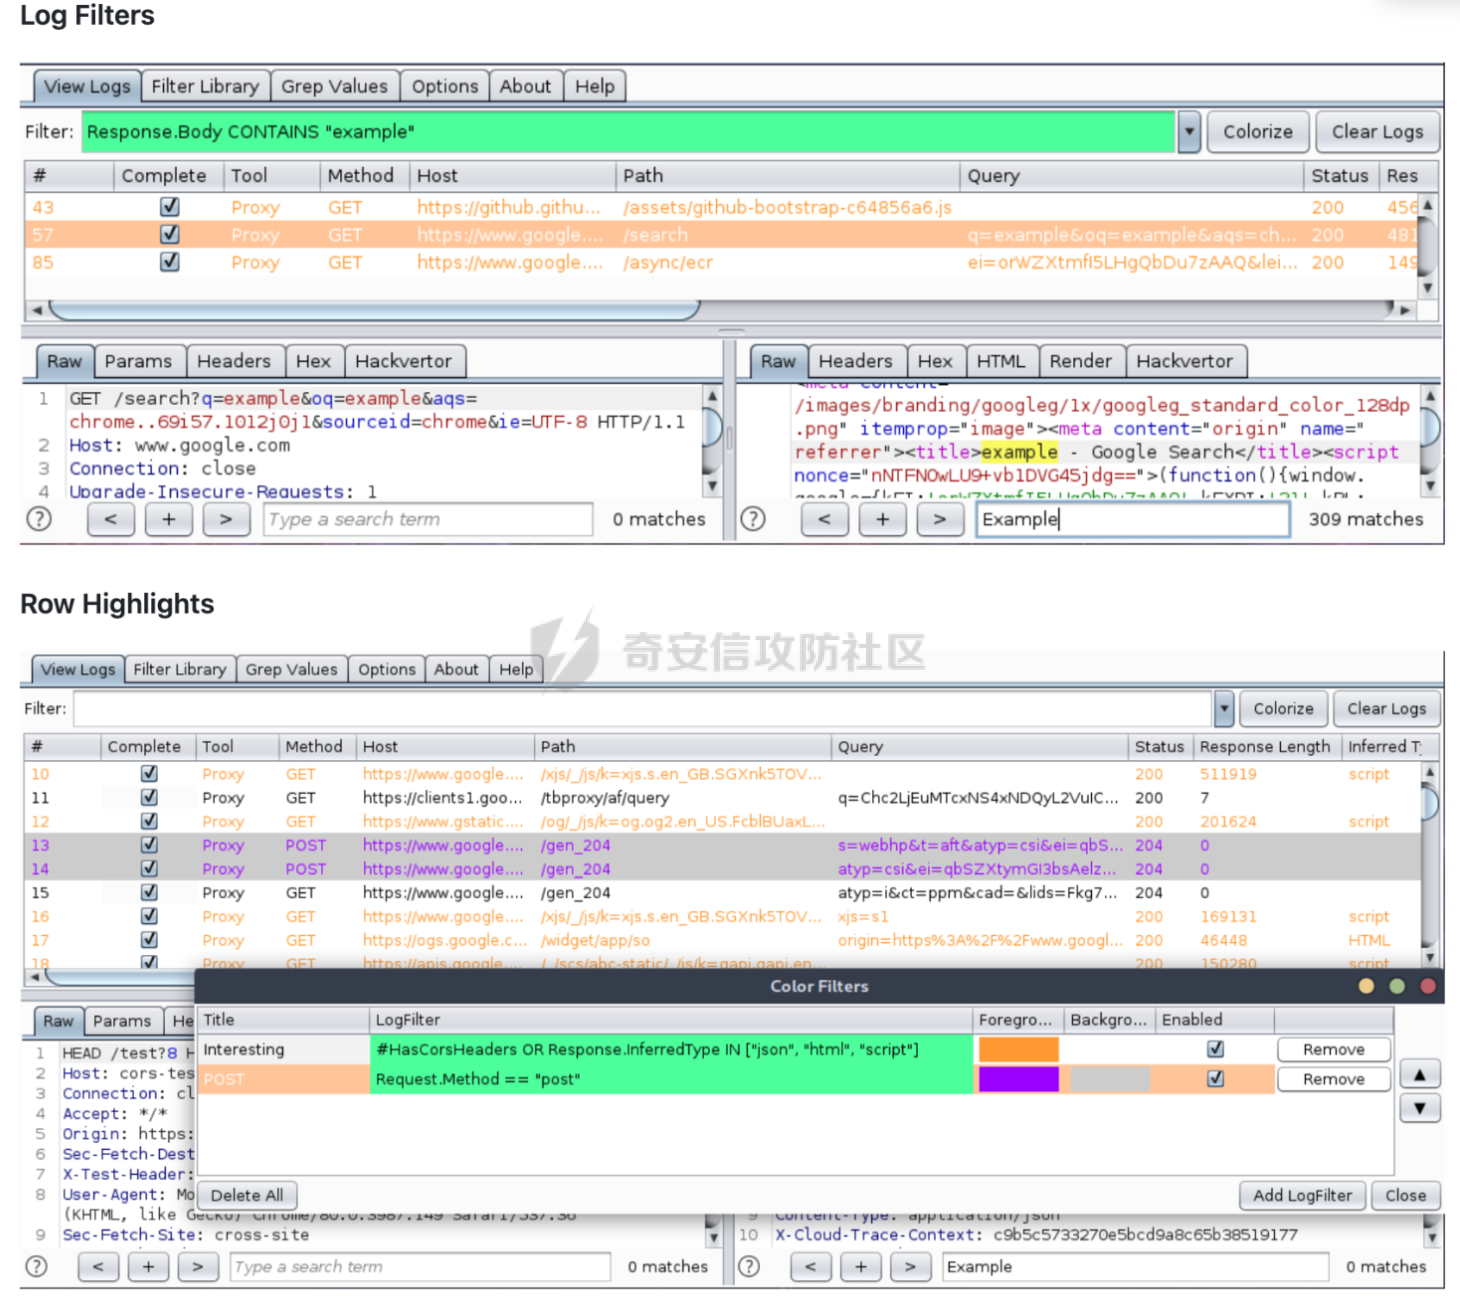 Log Filters
View Logs Filter Library Grep Values Options About Help
Filter: Response.Body CONTAINS "example" Colorize Clear Logs
# Complete Tool Method Host Path Query Status Res
43 Proxy GET https://github.githu... /assets/github-bootstrap-c64856a6.js 200 456
57 Proxy GET https://www.google.... /search q=example&oq=example&aqs=ch... 200 481
85 Proxy GET https://www.google.... /async/ecr ei=orWZXtmfI5LHgQbDu7zAAQ&lei... 200 149
Raw Params Headers Hex Hackvertor
1 GET /search?q=example&oq=example&aqs=
chrome..69i57.1012j0j1&sourceid=chrome&ie=UTF-8 HTTP/1.1
2 Host: www.google.com
3 Connection: close
4 Upgrade-Insecure-Requests: 1
? < + > Type a search term 0 matches
Raw Headers Hex HTML Render Hackvertor
<meta content=
/images/branding/googleg/1x/googleg_standard_color_128dp
.png" itemprop="image"><meta content="origin" name="
referrer"><title>example - Google Search</title><script
nonce="nNTFNOwLU9+vb1DVG45jdg==">(function(){window.
? < + > Example 309 matches
Row Highlights
奇安信攻防社区
View Logs Filter Library Grep Values Options About Help
Filter: Colorize Clear Logs
# Complete Tool Method Host Path Query Status Response Length Inferred T
10 Proxy GET https://www.google.... /xjs/_/js/k=xjs.s.en_GB.SGXnk5TOV... 200 511919 script
11 Proxy GET https://clients1.goo... /tbproxy/af/query q=Chc2LjEuMTcxNS4xNDQyL2VuIC... 200 7
12 Proxy GET https://www.gstatic.... /og/_/js/k=og.og2.en_US.FcblBUaxL... 200 201624 script
13 Proxy POST https://www.google.... /gen_204 s=webhp&t=aft&atyp=csi&ei=qbS... 204 0
14 Proxy POST https://www.google.... /gen_204 atyp=csi&ei=qbSZXtymGI3bsAelz... 204 0
15 Proxy GET https://www.google.... /gen_204 atyp=i&ct=ppm&cad=&lids=Fkg7... 204 0
16 Proxy GET https://www.google.... /xjs/_/js/k=xjs.s.en_GB.SGXnk5TOV... xjs=s1 200 169131 script
17 Proxy GET https://ogs.google.c... /widget/app/so origin=https%3A%2F%2Fwww.googl... 200 46448 HTML
18 Proxy GET https://apis.google.... /_/scs/abc-static/_/js/k=gapi.gapi.en... 200 150280 script
Color Filters
Title LogFilter Foregro... Backgro... Enabled
Interesting #HasCorsHeaders OR Response.InferredType IN ["json", "html", "script"] Remove
POST Request.Method == "post" Remove
Delete All Add LogFilter Close
Raw Params He
1 HEAD /test?8 H
2 Host: cors-tes
3 Connection: cl
4 Accept: */*
5 Origin: https:
6 Sec-Fetch-Dest
7 X-Test-Header:
8 User-Agent: Mo
(KHTML, like Gecko) Chrome/80.0.3987.149 Safari/537.36
9 Sec-Fetch-Site: cross-site
? < + > Type a search term 0 matches
9 Content-Type: application/json
10 X-Cloud-Trace-Context: c9b5c5733270e5bcd9a8c65b38519177
? < + > Example 0 matches